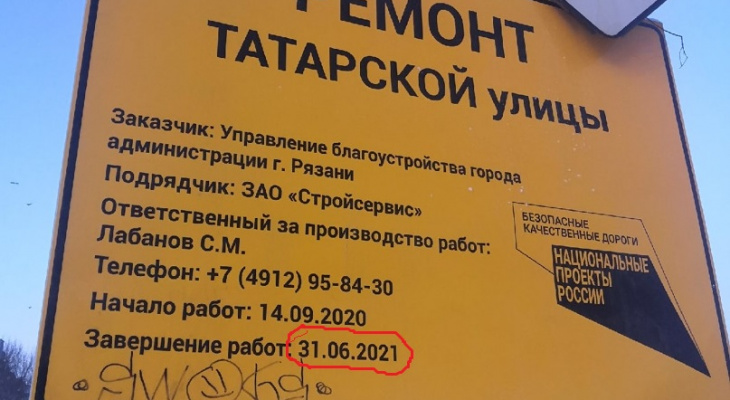 РЕМОНТ
ТАТАРСКОЙ улицы
Заказчик: Управление благоустройства города
администрации г. Рязани
Подрядчик: ЗАО «Стройсервис»
Ответственный за производство работ:
Лабанов С.М.
Телефон: +7 (4912) 95-84-30
Начало работ: 14.09.2020
Завершение работ: 31.06.2021
БЕЗОПАСНЫЕ
КАЧЕСТВЕННЫЕ ДОРОГИ
НАЦИОНАЛЬНЫЕ
ПРОЕКТЫ
РОССИИ